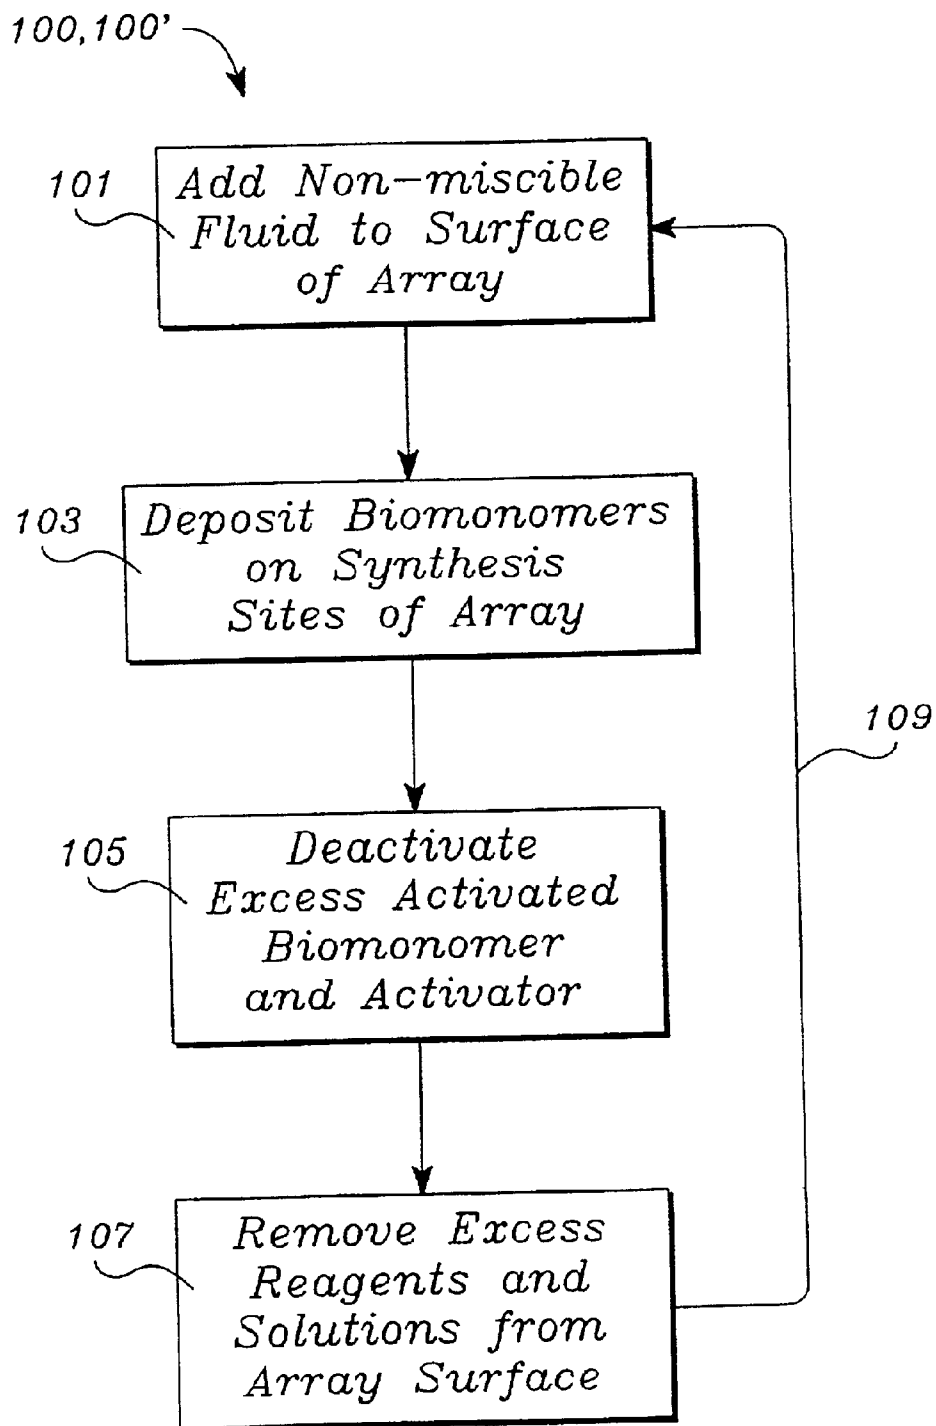 100,100'
101
Add Non-miscible
Fluid to Surface
of Array
103
Deposit Biomonomers
on Synthesis
Sites of Array
109
105
Deactivate
Excess Activated
Biomonomer
and Activator
107
Remove Excess
Reagents and
Solutions from
Array Surface